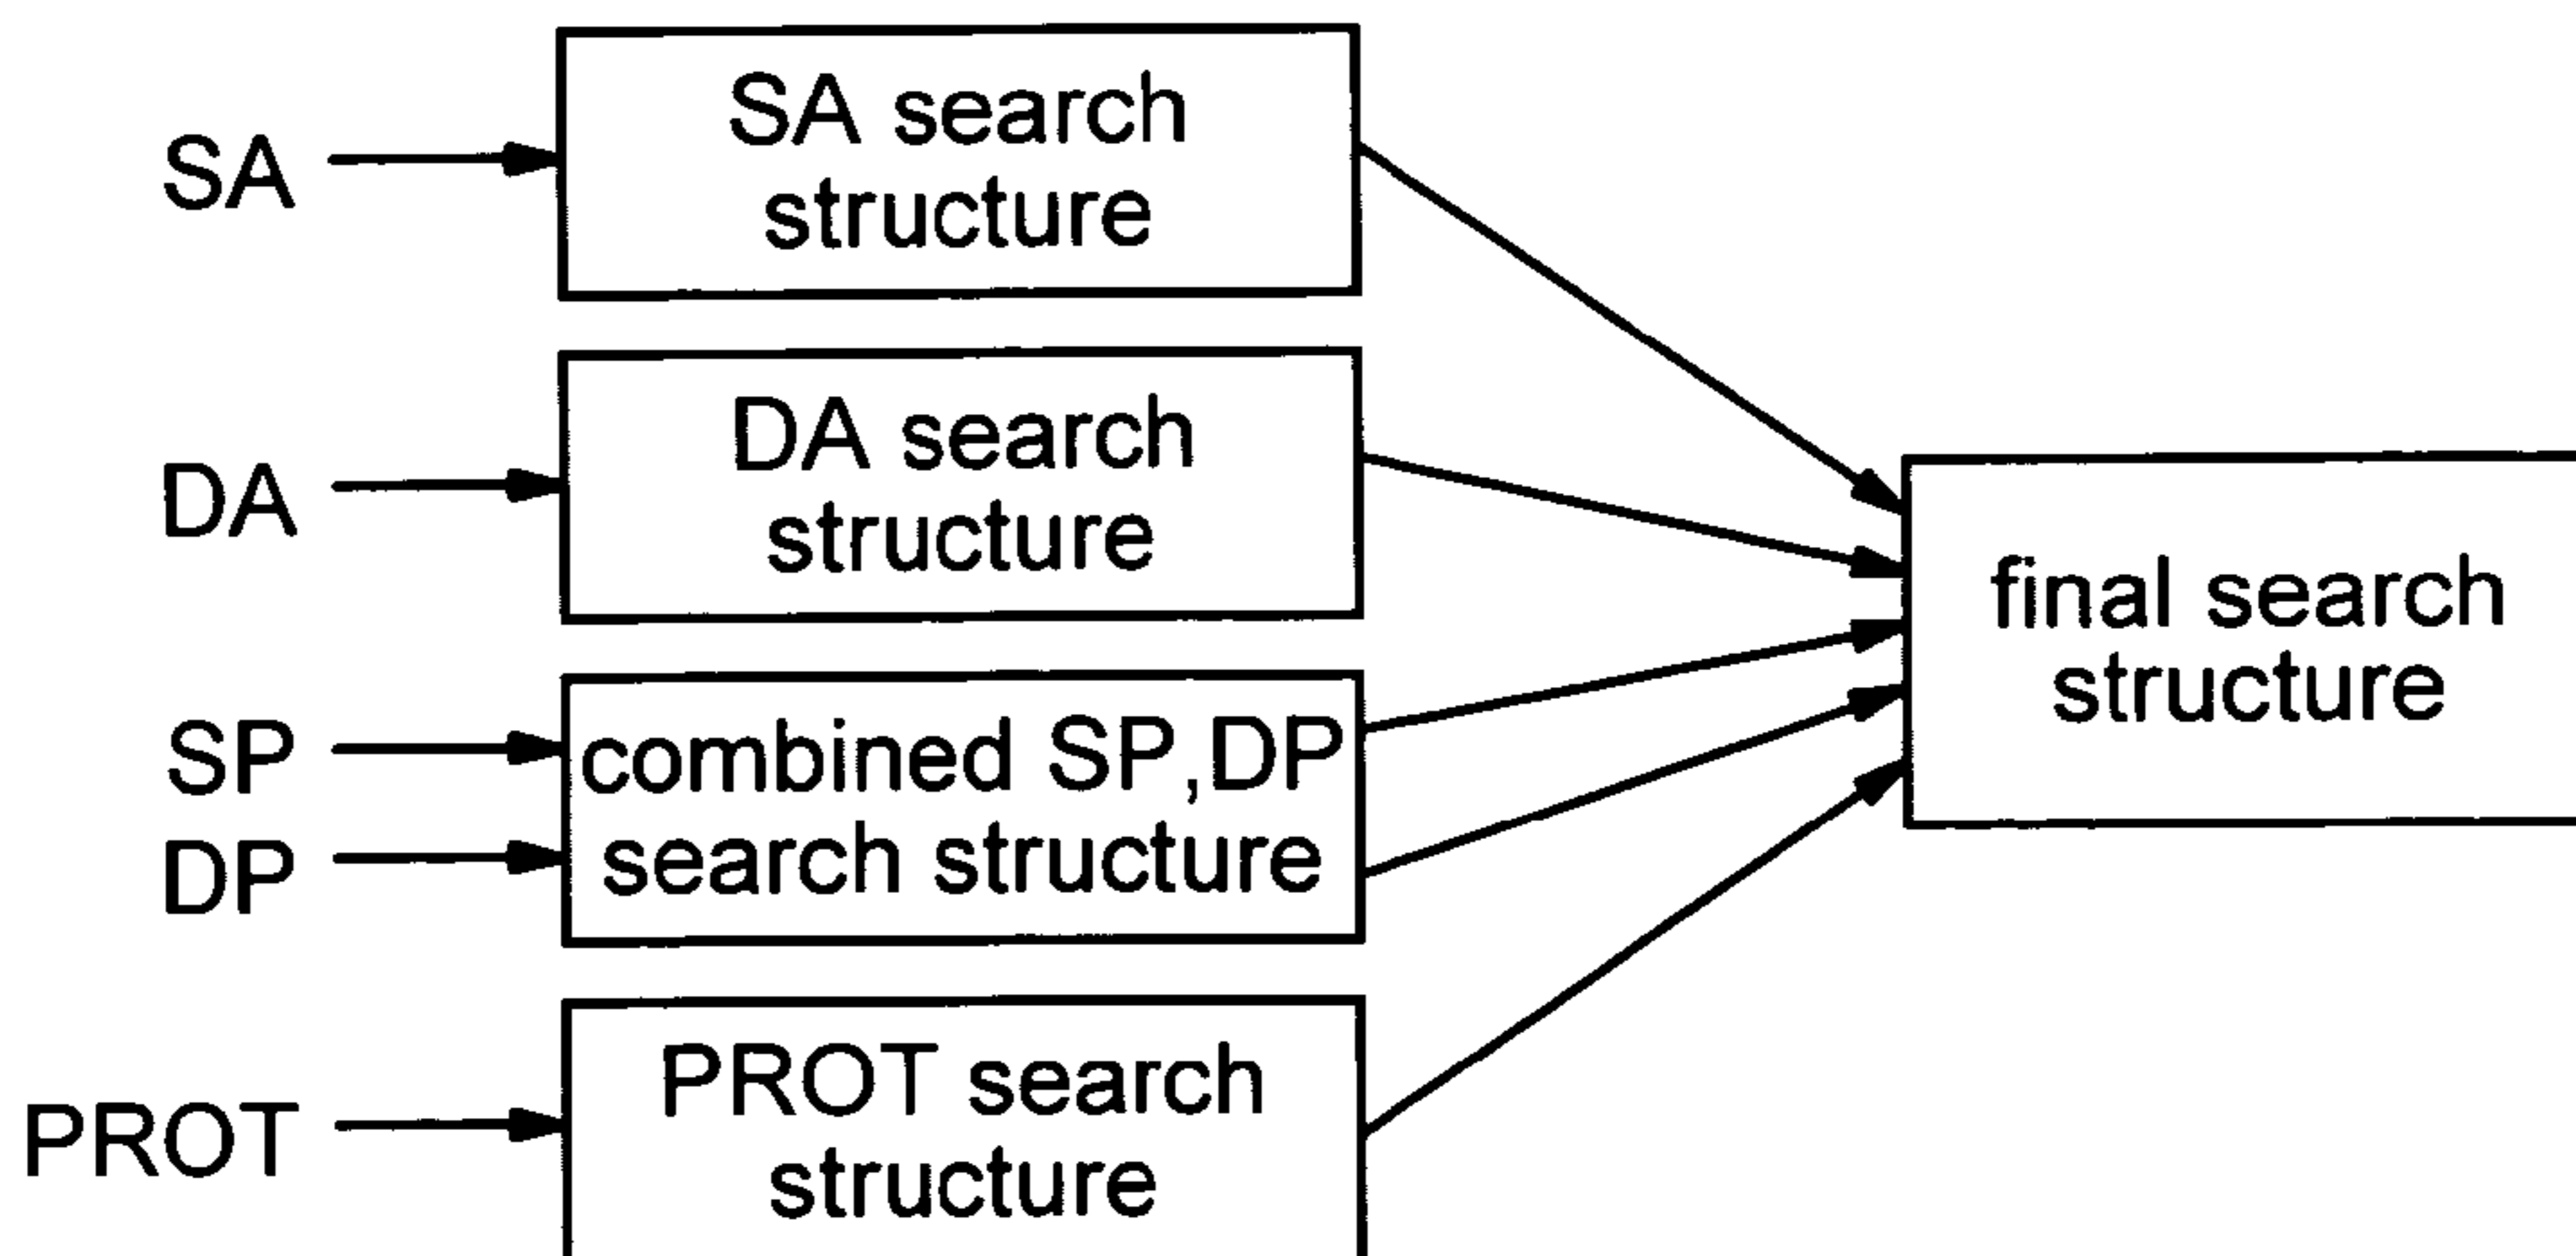 SA
SA search
structure
DA
DA search
structure
SP
DP
combined SP,DP
search structure
PROT
PROT search
structure
final search
structure